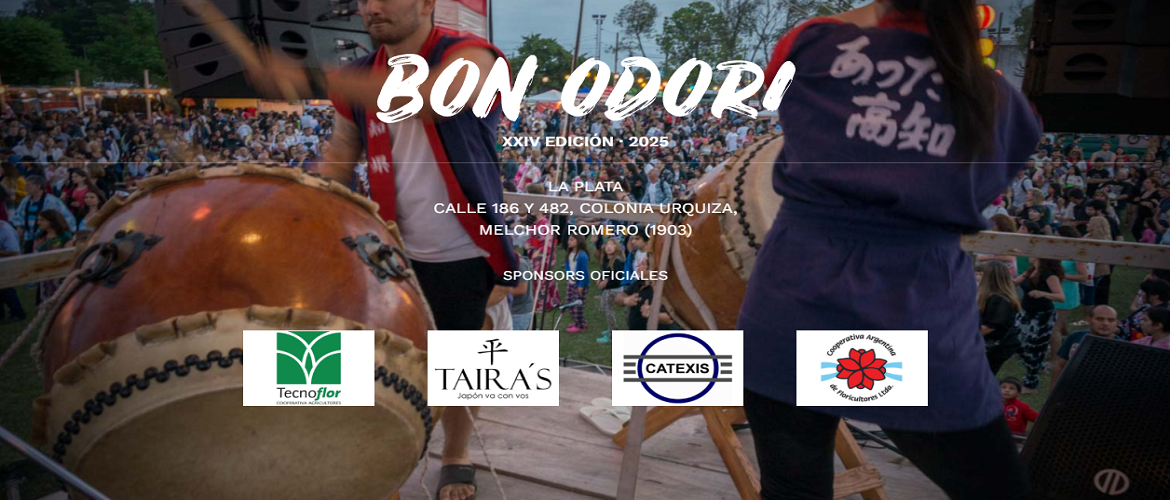 BON ODORI
XXIV EDICIÓN · 2025
LA PLATA
CALLE 186 Y 482, COLONIA URQUIZA,
MELCHOR ROMERO (1903)
SPONSORS OFICIALES
Tecnoflor
COOPERATIVA AGRICULTORES
平
TAIRA´S
Japón va con vos
CATEXIS
Cooperativa Argentina
de Floricultores Ltda.
あったか
高知